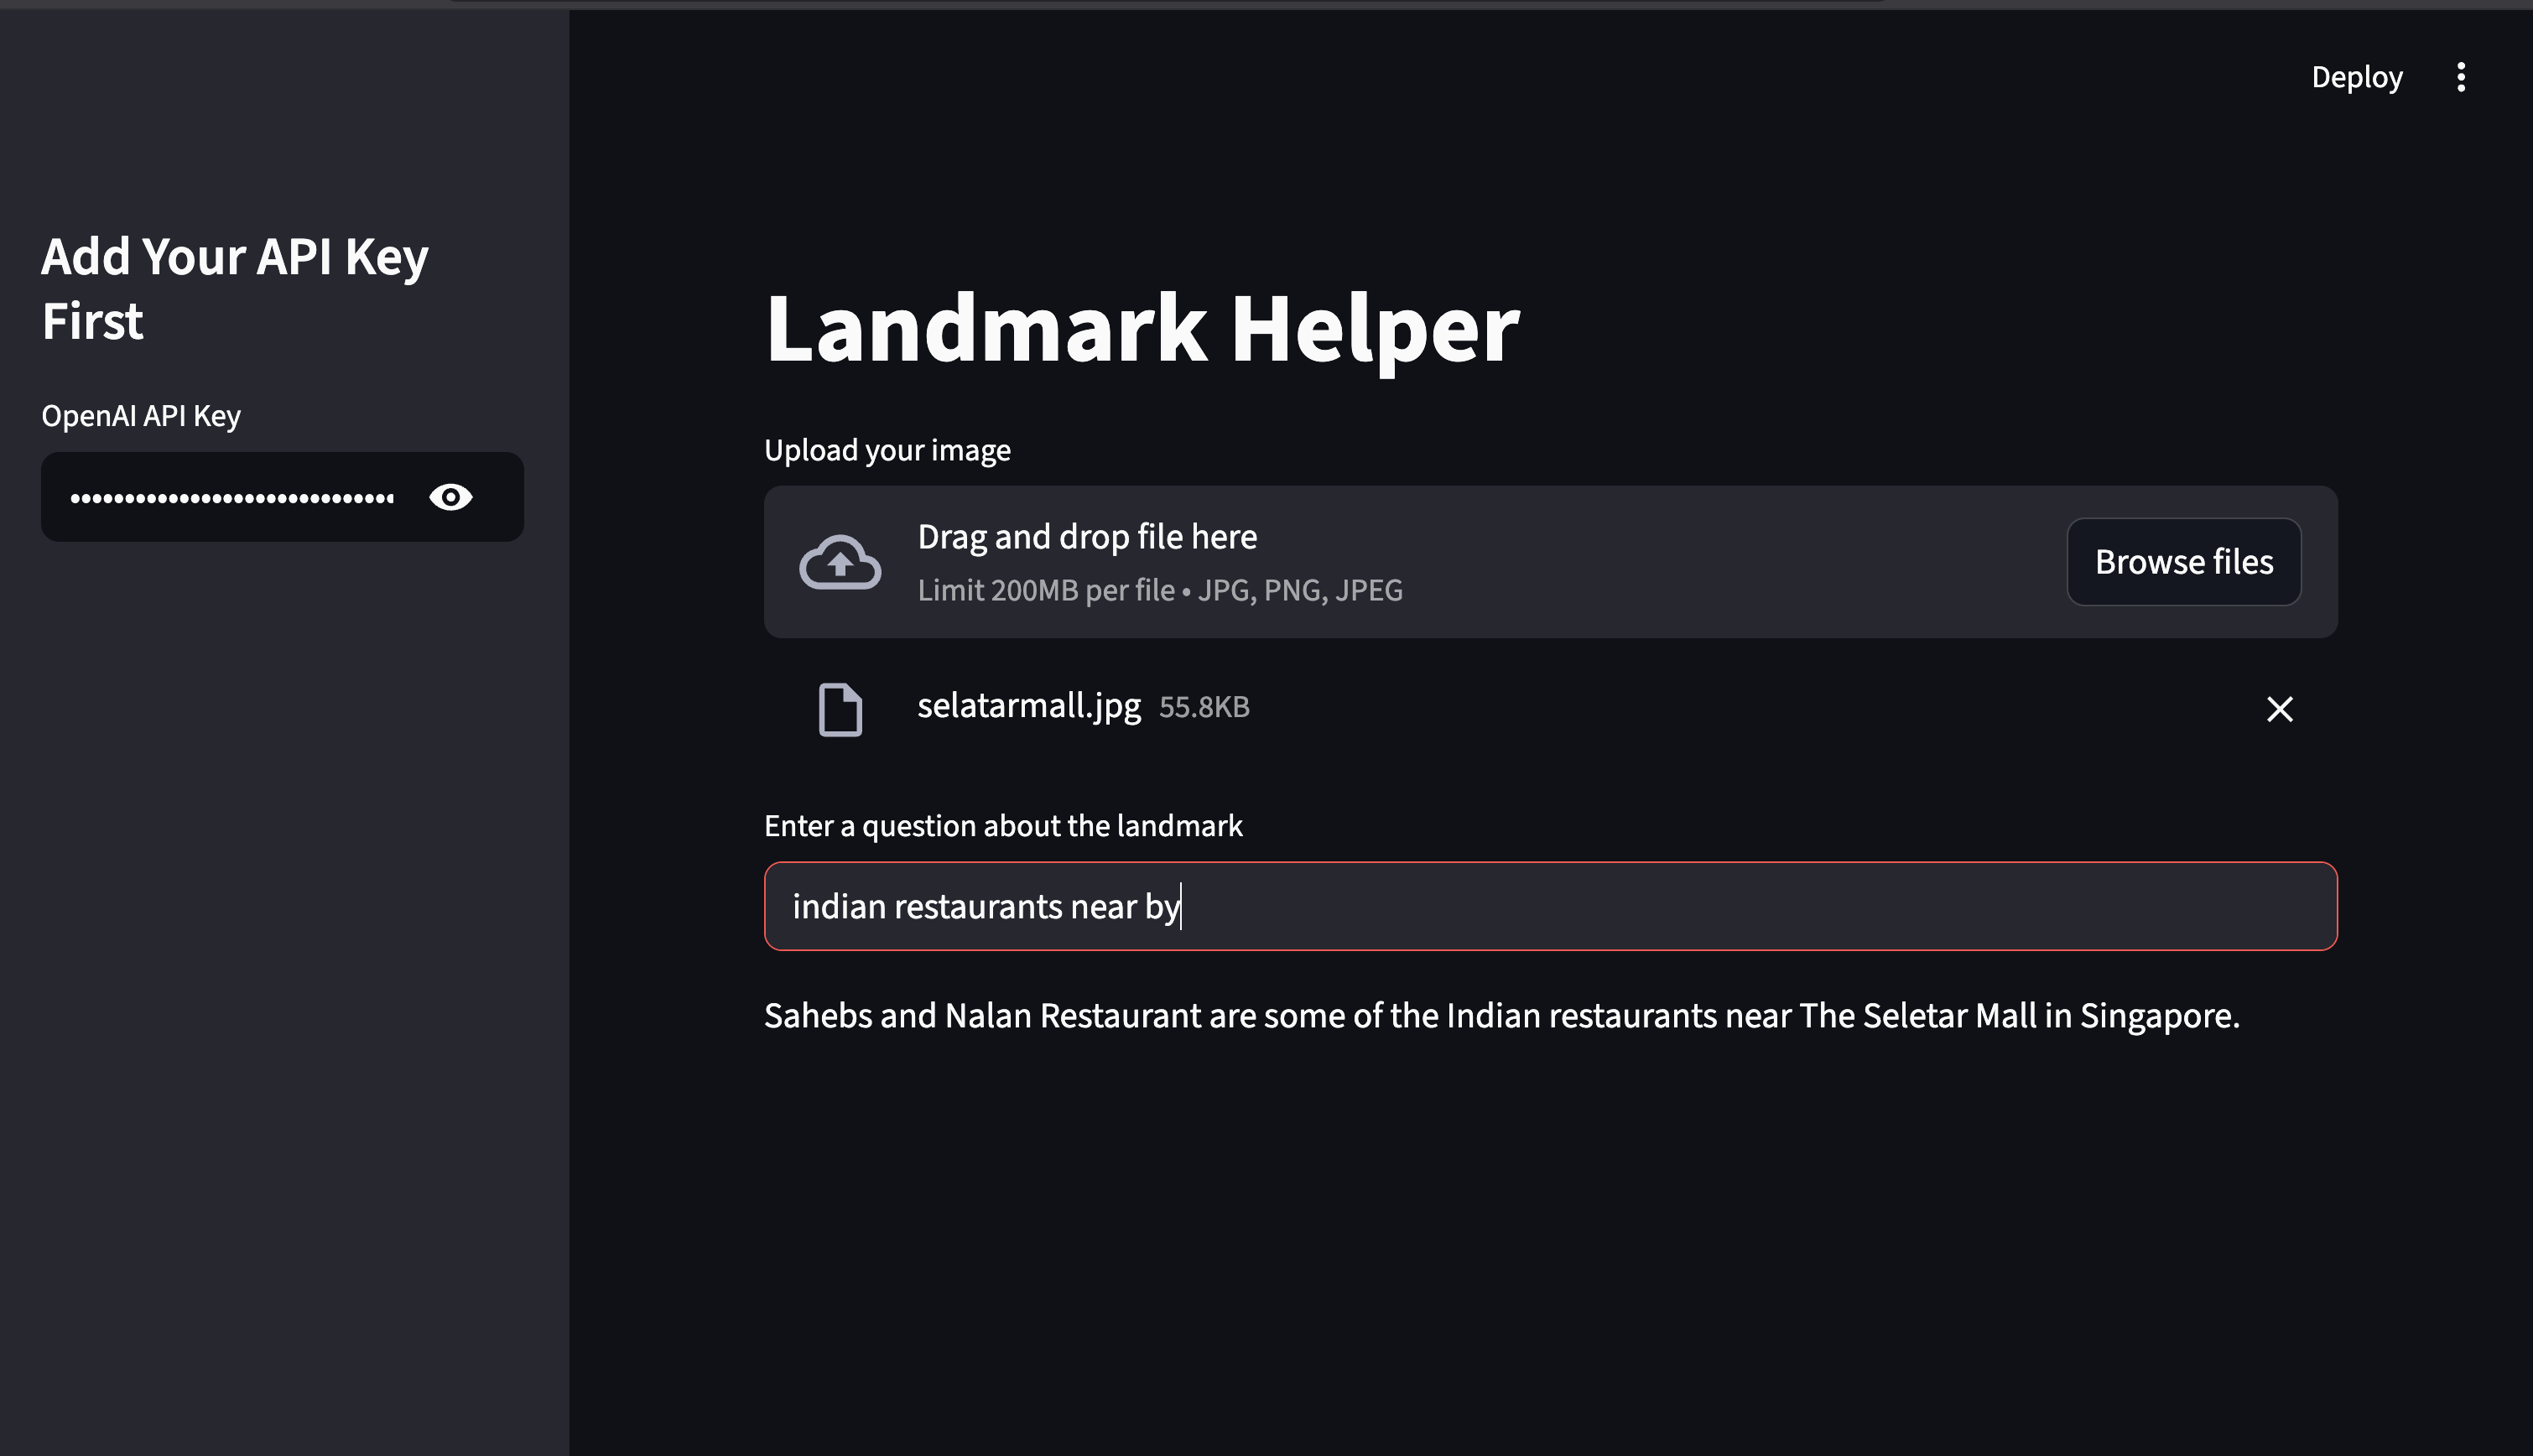 Deploy
Add Your API Key
First
OpenAI API Key
Landmark Helper
Upload your image
Drag and drop file here
Limit 200MB per file • JPG, PNG, JPEG
Browse files
selatarmall.jpg 55.8KB
Enter a question about the landmark
indian restaurants near by
Sahebs and Nalan Restaurant are some of the Indian restaurants near The Seletar Mall in Singapore.